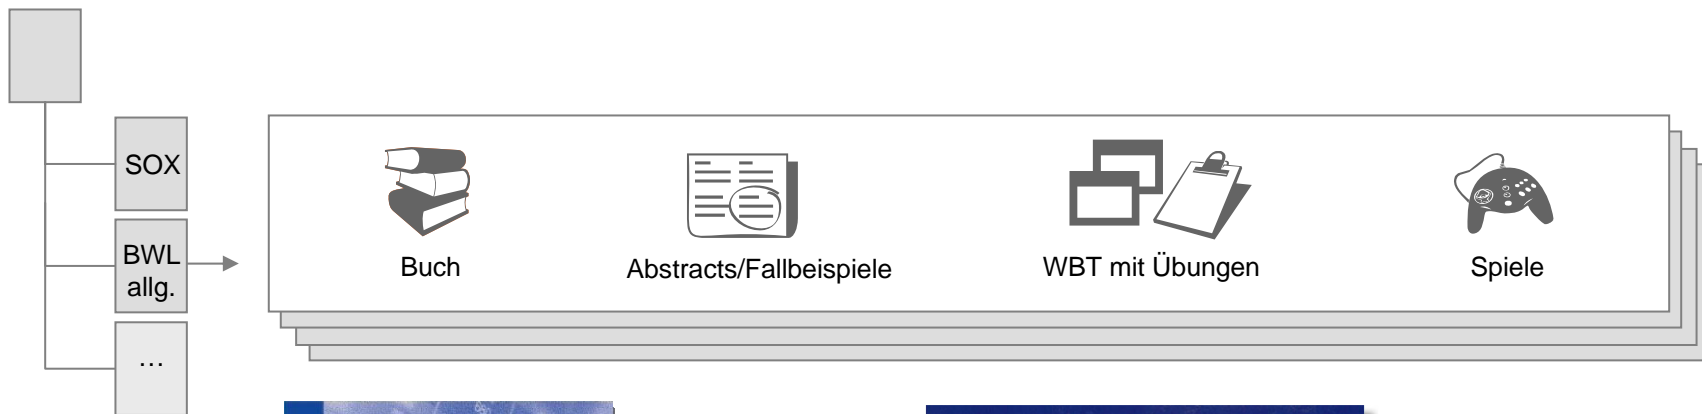 SOX
BWL
allg.
…
Buch
Abstracts/Fallbeispiele
WBT mit Übungen
Spiele